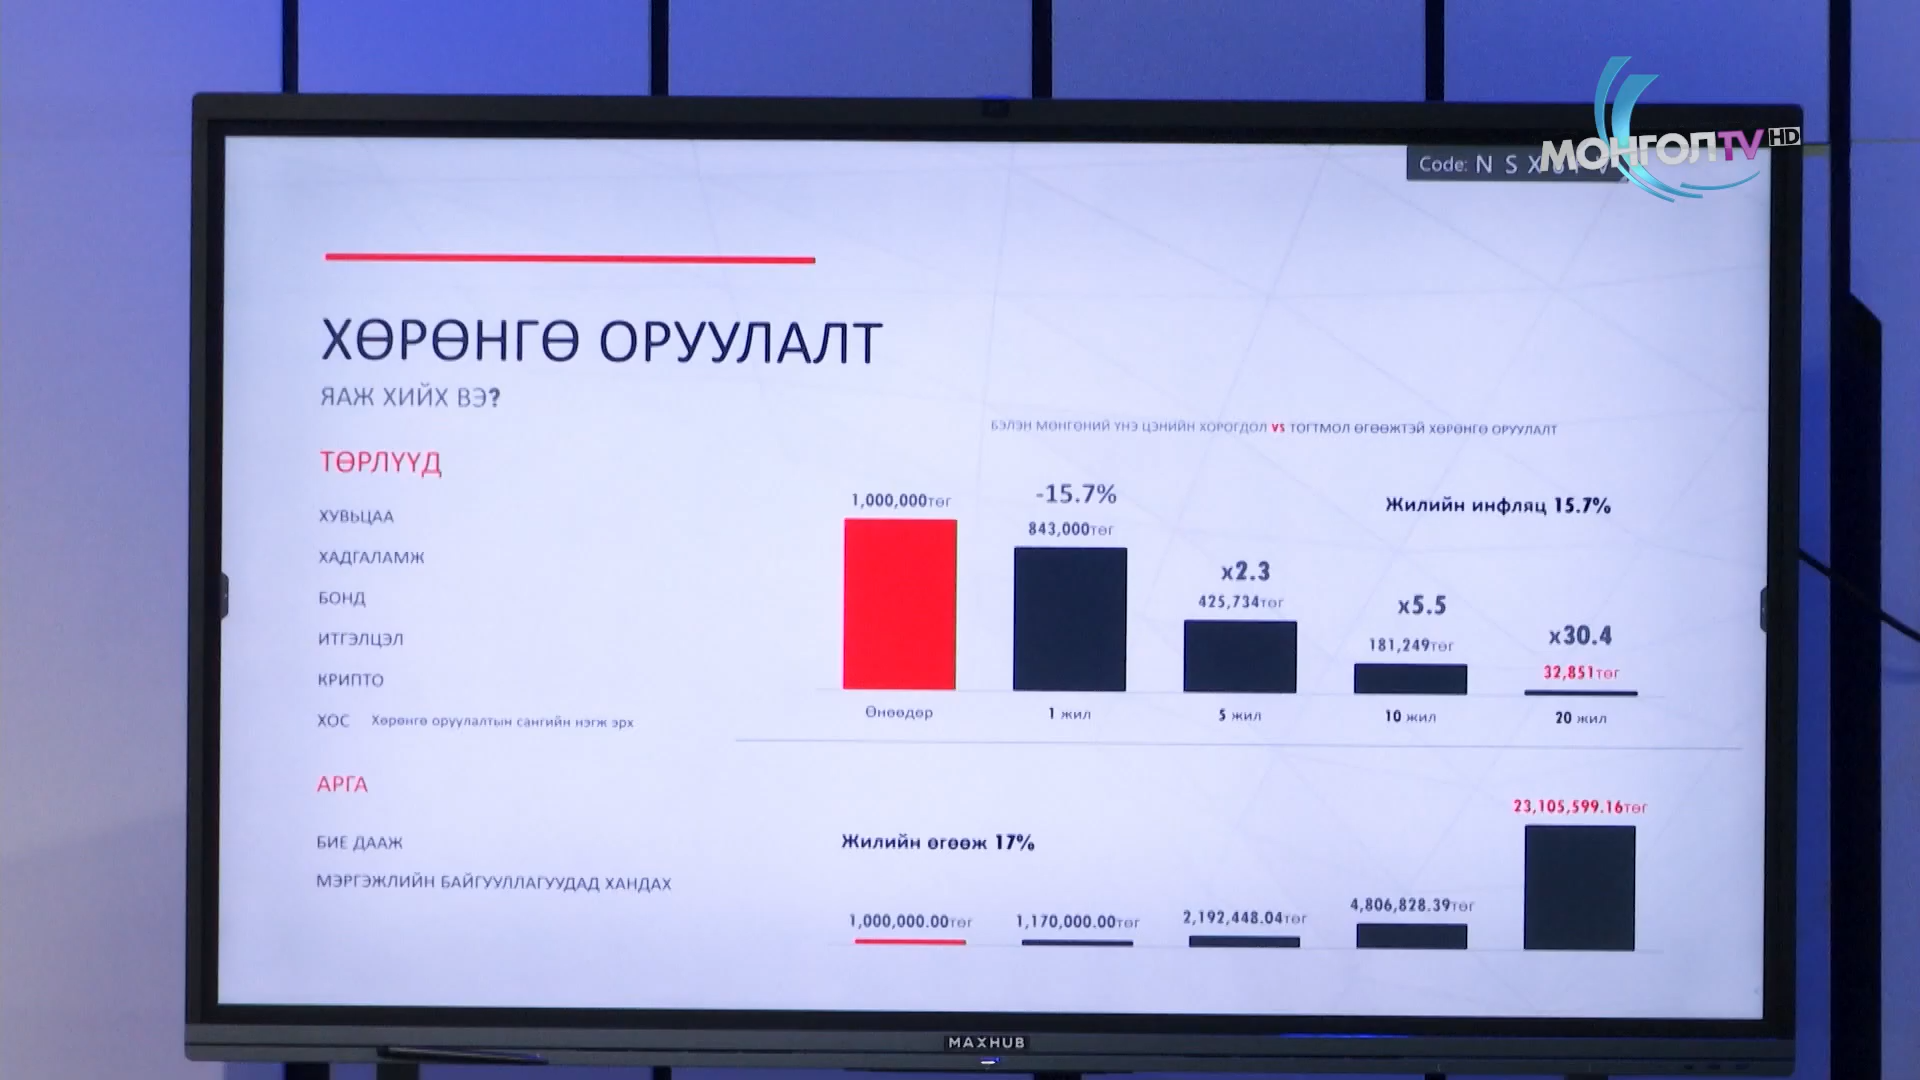 МОНГОЛTV HD
Code: N S X
ХӨРӨНГӨ ОРУУЛАЛТ
ЯАЖ ХИЙХ ВЭ?
ТӨРЛҮҮД
ХУВЬЦАА
ХАДГАЛАМЖ
БОНД
ИТГЭЛЦЭЛ
КРИПТО
ХОС Хөрөнгө оруулалтын сангийн нэгж эрх
АРГА
БИЕ ДААЖ
МЭРГЭЖЛИЙН БАЙГУУЛЛАГУУДАД ХАНДАХ
БЭЛЭН МӨНГӨНИЙ ҮНЭ ЦЭНИЙН ХОРОГДОЛ VS ТОГТМОЛ ӨГӨӨЖТЭЙ ХӨРӨНГӨ ОРУУЛАЛТ
Жилийн инфляц 15.7%
-15.7% x2.3 x5.5 x30.4
1,000,000төг 843,000төг 425,734төг 181,249төг 32,851төг
Өнөөдөр 1 жил 5 жил 10 жил 20 жил
Жилийн өгөөж 17%
1,000,000.00төг 1,170,000.00төг 2,192,448.04төг 4,806,828.39төг 23,105,599.16төг
MAXHUB